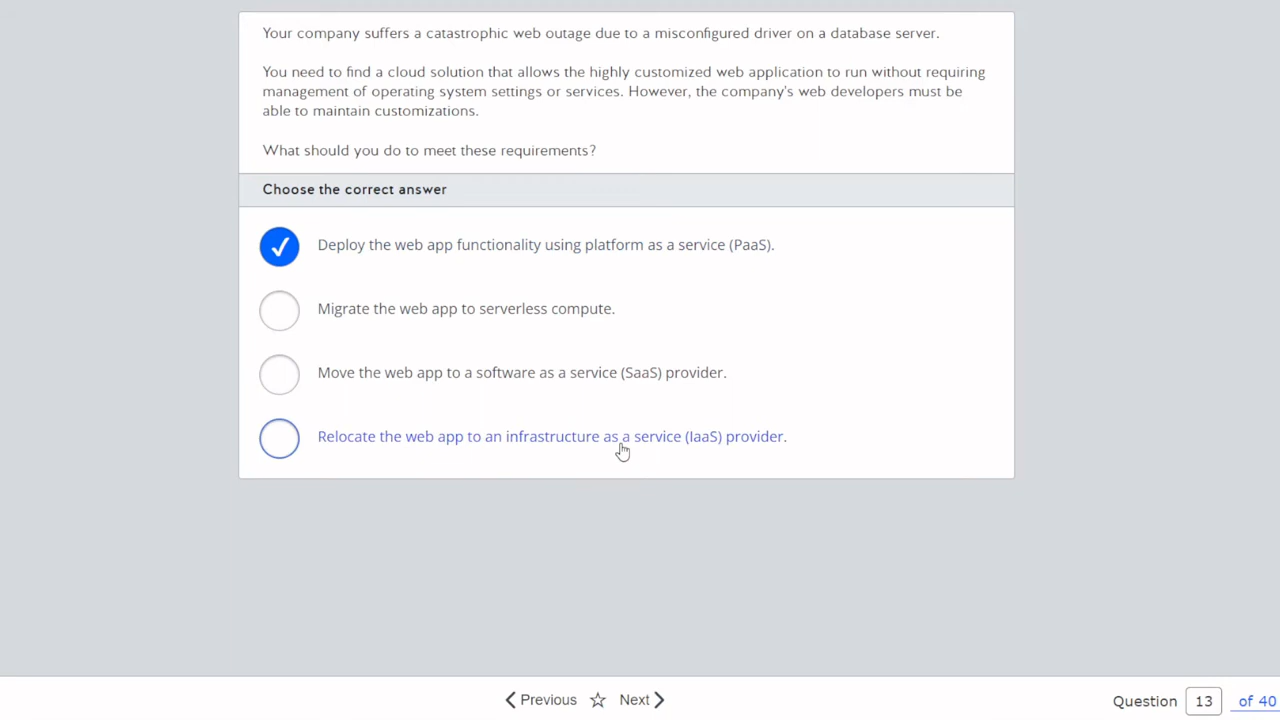 Your company suffers a catastrophic web outage due to a misconfigured driver on a database server.
You need to find a cloud solution that allows the highly customized web application to run without requiring
management of operating system settings or services. However, the company's web developers must be
able to maintain customizations.
What should you do to meet these requirements?
Choose the correct answer
Deploy the web app functionality using platform as a service (PaaS).
Migrate the web app to serverless compute.
Move the web app to a software as a service (SaaS) provider.
Relocate the web app to an infrastructure as a service (IaaS) provider.
Previous Next Question 13 of 40